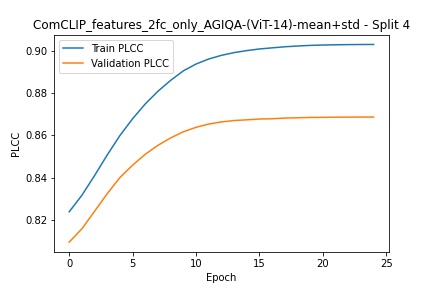 ComCLIP_features_2fc_only_AGIQA-(ViT-14)-mean+std - Split 4
Train PLCC
Validation PLCC
PLCC
0.90
0.88
0.86
0.84
0.82
0
5
10
15
20
25
Epoch